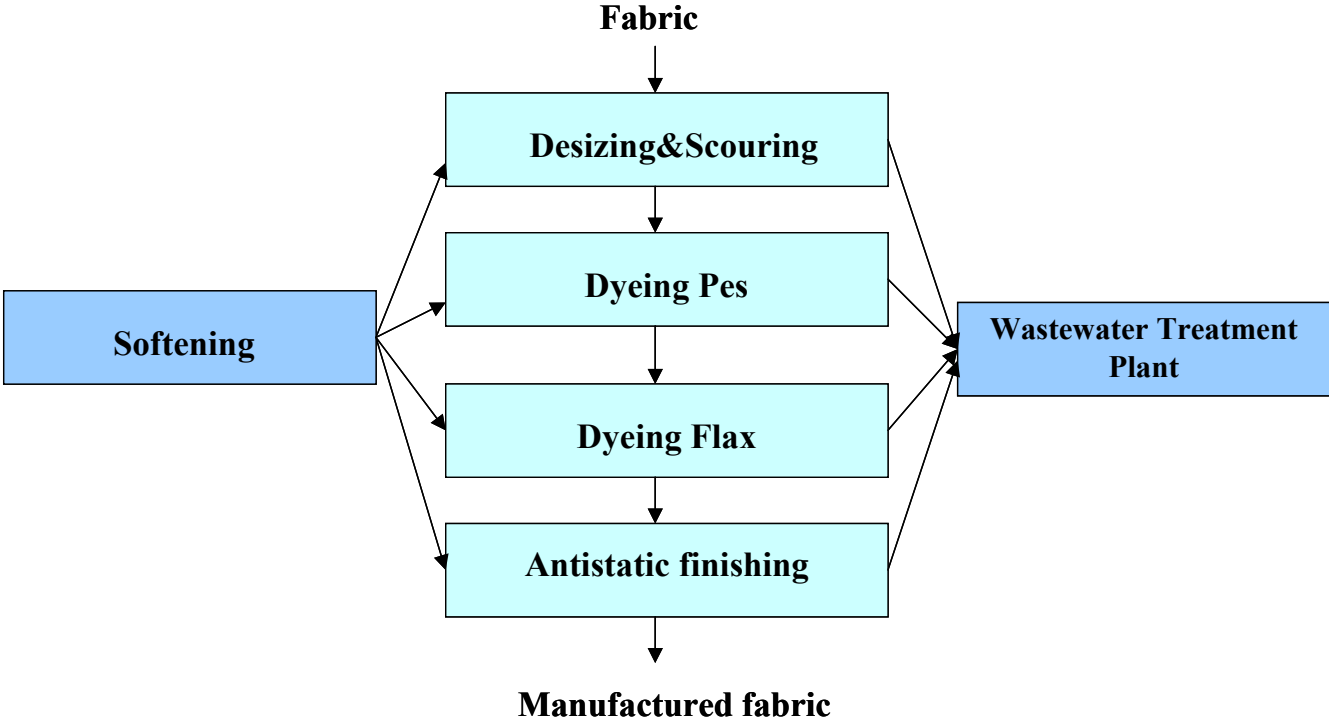 Fabric
Desizing&Scouring
Dyeing Pes
Softening
Wastewater Treatment
Plant
Dyeing Flax
Antistatic finishing
Manufactured fabric